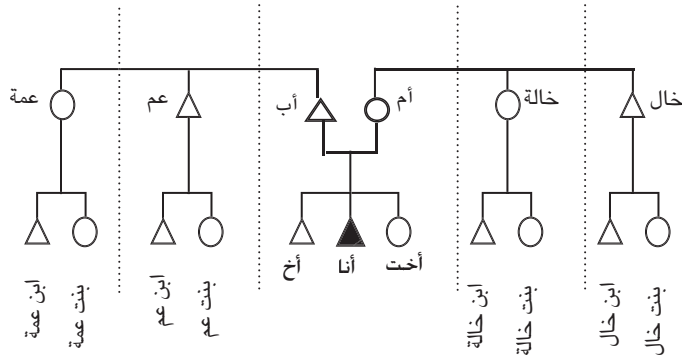 خال
خالة
أم
أب
عم
عمة
أخت
أنا
أخ
بنت خال
ابن خال
بنت خالة
ابن خالة
بنت عم
ابن عم
بنت عمة
ابن عمة